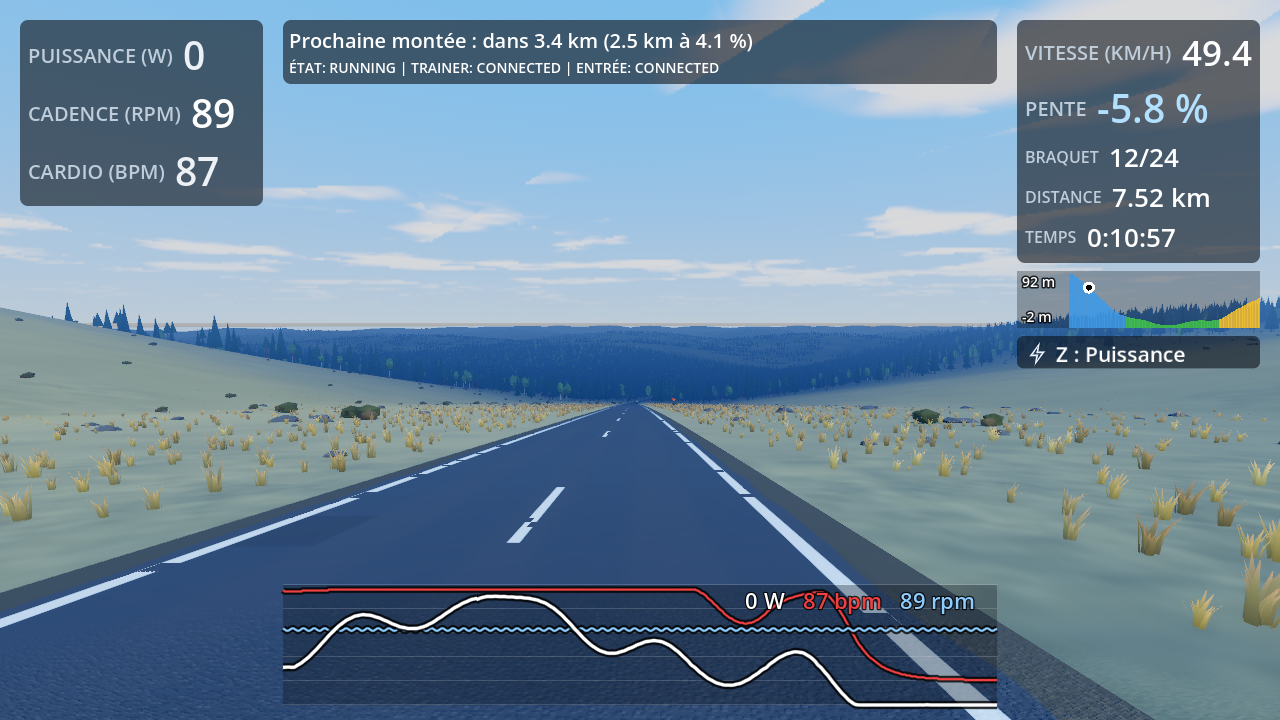 PUISSANCE (W) 0
CADENCE (RPM) 89
CARDIO (BPM) 87
Prochaine montée : dans 3.4 km (2.5 km à 4.1 %)
ÉTAT: RUNNING | TRAINER: CONNECTED | ENTRÉE: CONNECTED
VITESSE (KM/H) 49.4
PENTE -5.8 %
BRAQUET 12/24
DISTANCE 7.52 km
TEMPS 0:10:57
92 m
-2 m
Z : Puissance
0 W 87 bpm 89 rpm